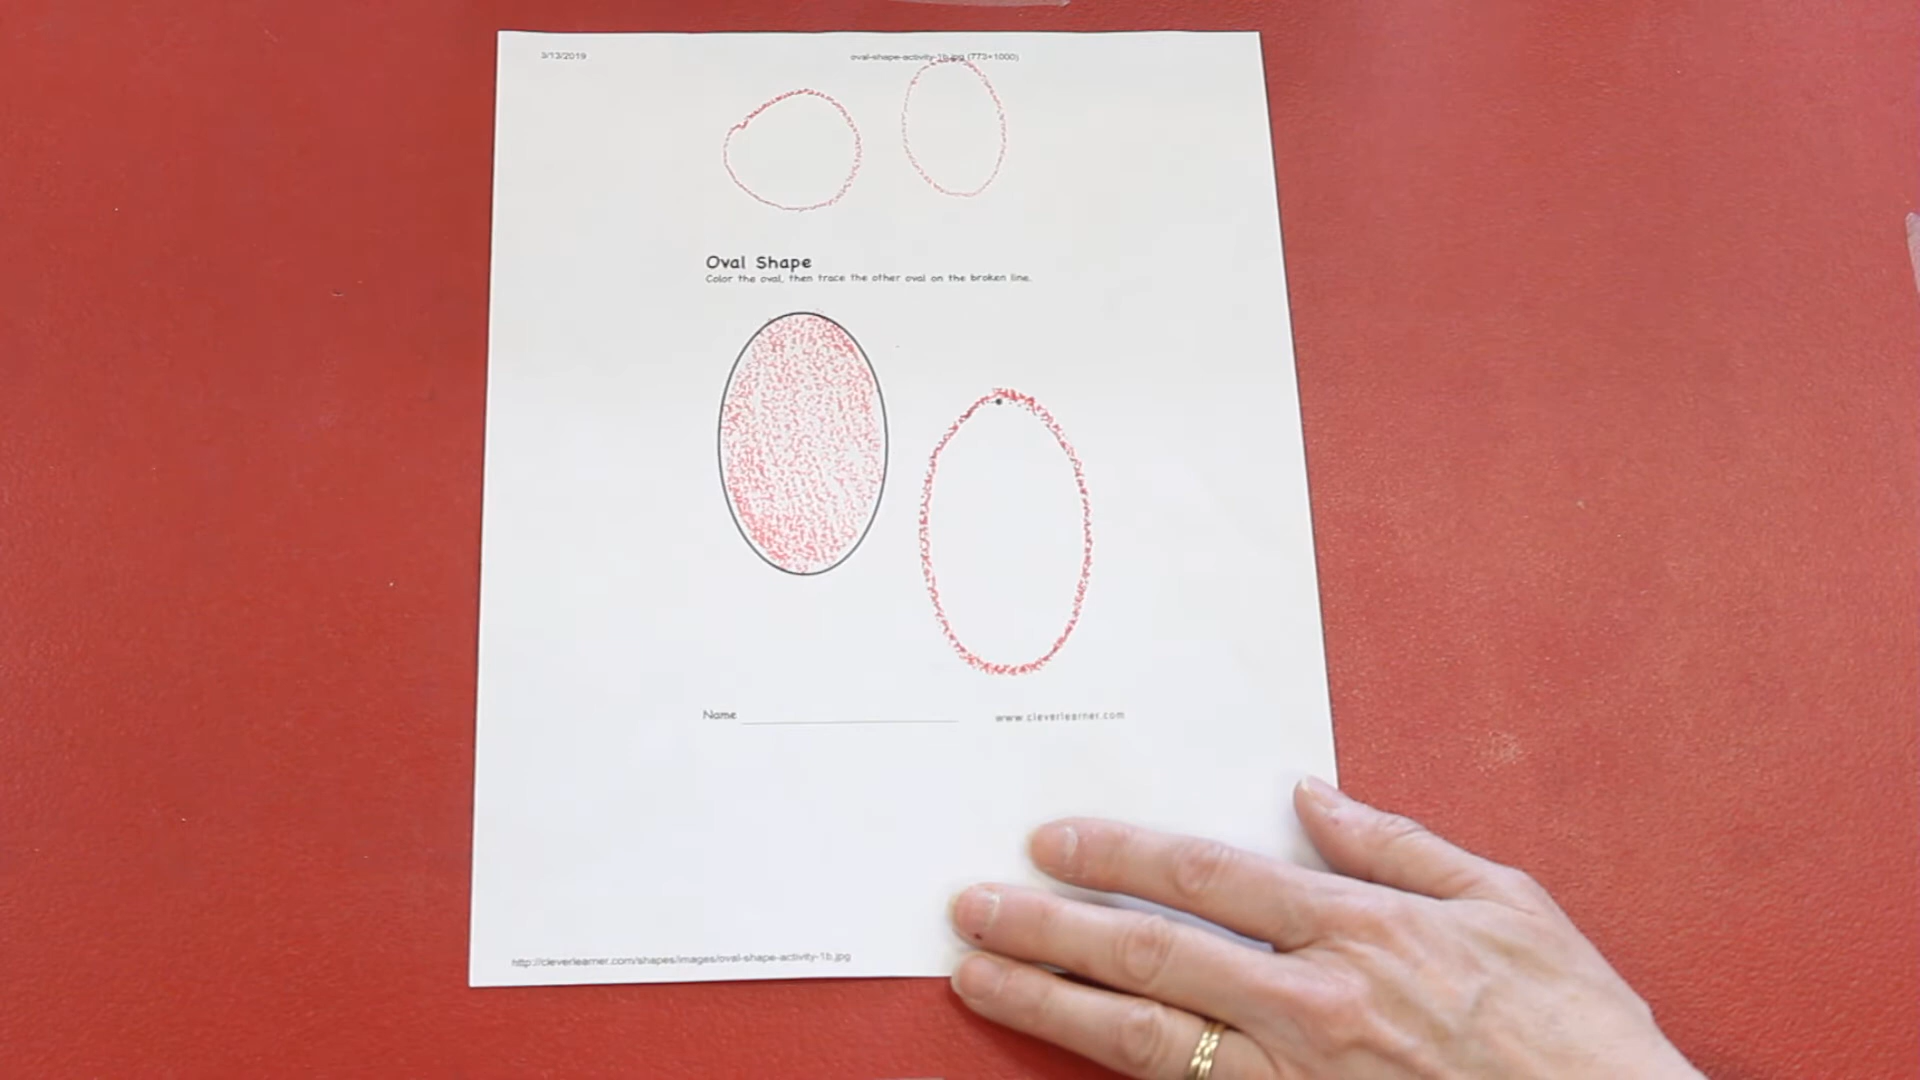 3/13/2019
oval-shape-activity-1b.jpg (773×1000)
Oval Shape
Color the oval, then trace the other oval on the broken line.
Name
www.cleverlearner.com
http://cleverlearner.com/shapes/images/oval-shape-activity-1b.jpg